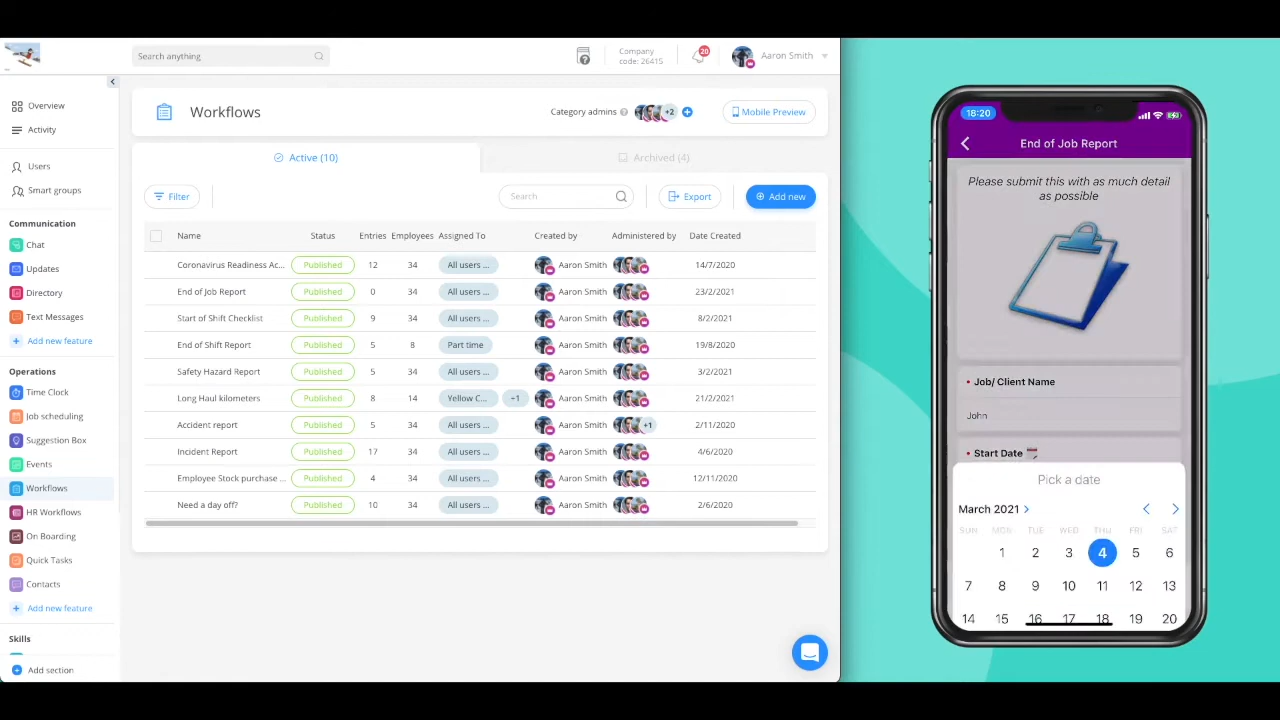 Search anything
Company
code: 26415
20
Aaron Smith
Overview
Activity
Users
Smart groups
Communication
Chat
Updates
Directory
Text Messages
+ Add new feature
Operations
Time Clock
Job scheduling
Suggestion Box
Events
Workflows
HR Workflows
On Boarding
Quick Tasks
Contacts
+ Add new feature
Skills
Add section
Workflows
Category admins
+2
Mobile Preview
Active (10)
Archived (4)
Filter
Search
Export
Add new
Name Status Entries Employees Assigned To Created by Administered by Date Created
Coronavirus Readiness Ac... Published 12 34 All users ... Aaron Smith 14/7/2020
End of Job Report Published 0 34 All users ... Aaron Smith 23/2/2021
Start of Shift Checklist Published 9 34 All users ... Aaron Smith 8/2/2021
End of Shift Report Published 5 8 Part time Aaron Smith 19/8/2020
Safety Hazard Report Published 5 34 All users ... Aaron Smith 3/2/2021
Long Haul kilometers Published 8 14 Yellow C... +1 Aaron Smith 21/2/2021
Accident report Published 5 34 All users ... Aaron Smith +1 2/11/2020
Incident Report Published 17 34 All users ... Aaron Smith 4/6/2020
Employee Stock purchase ... Published 4 34 All users ... Aaron Smith 12/11/2020
Need a day off? Published 10 34 All users ... Aaron Smith 2/6/2020
18:20
End of Job Report
Please submit this with as much detail
as possible
• Job/ Client Name
John
• Start Date
Pick a date
March 2021
SUN MON TUE WED THU FRI SAT
1 2 3 4 5 6
7 8 9 10 11 12 13
14 15 16 17 18 19 20